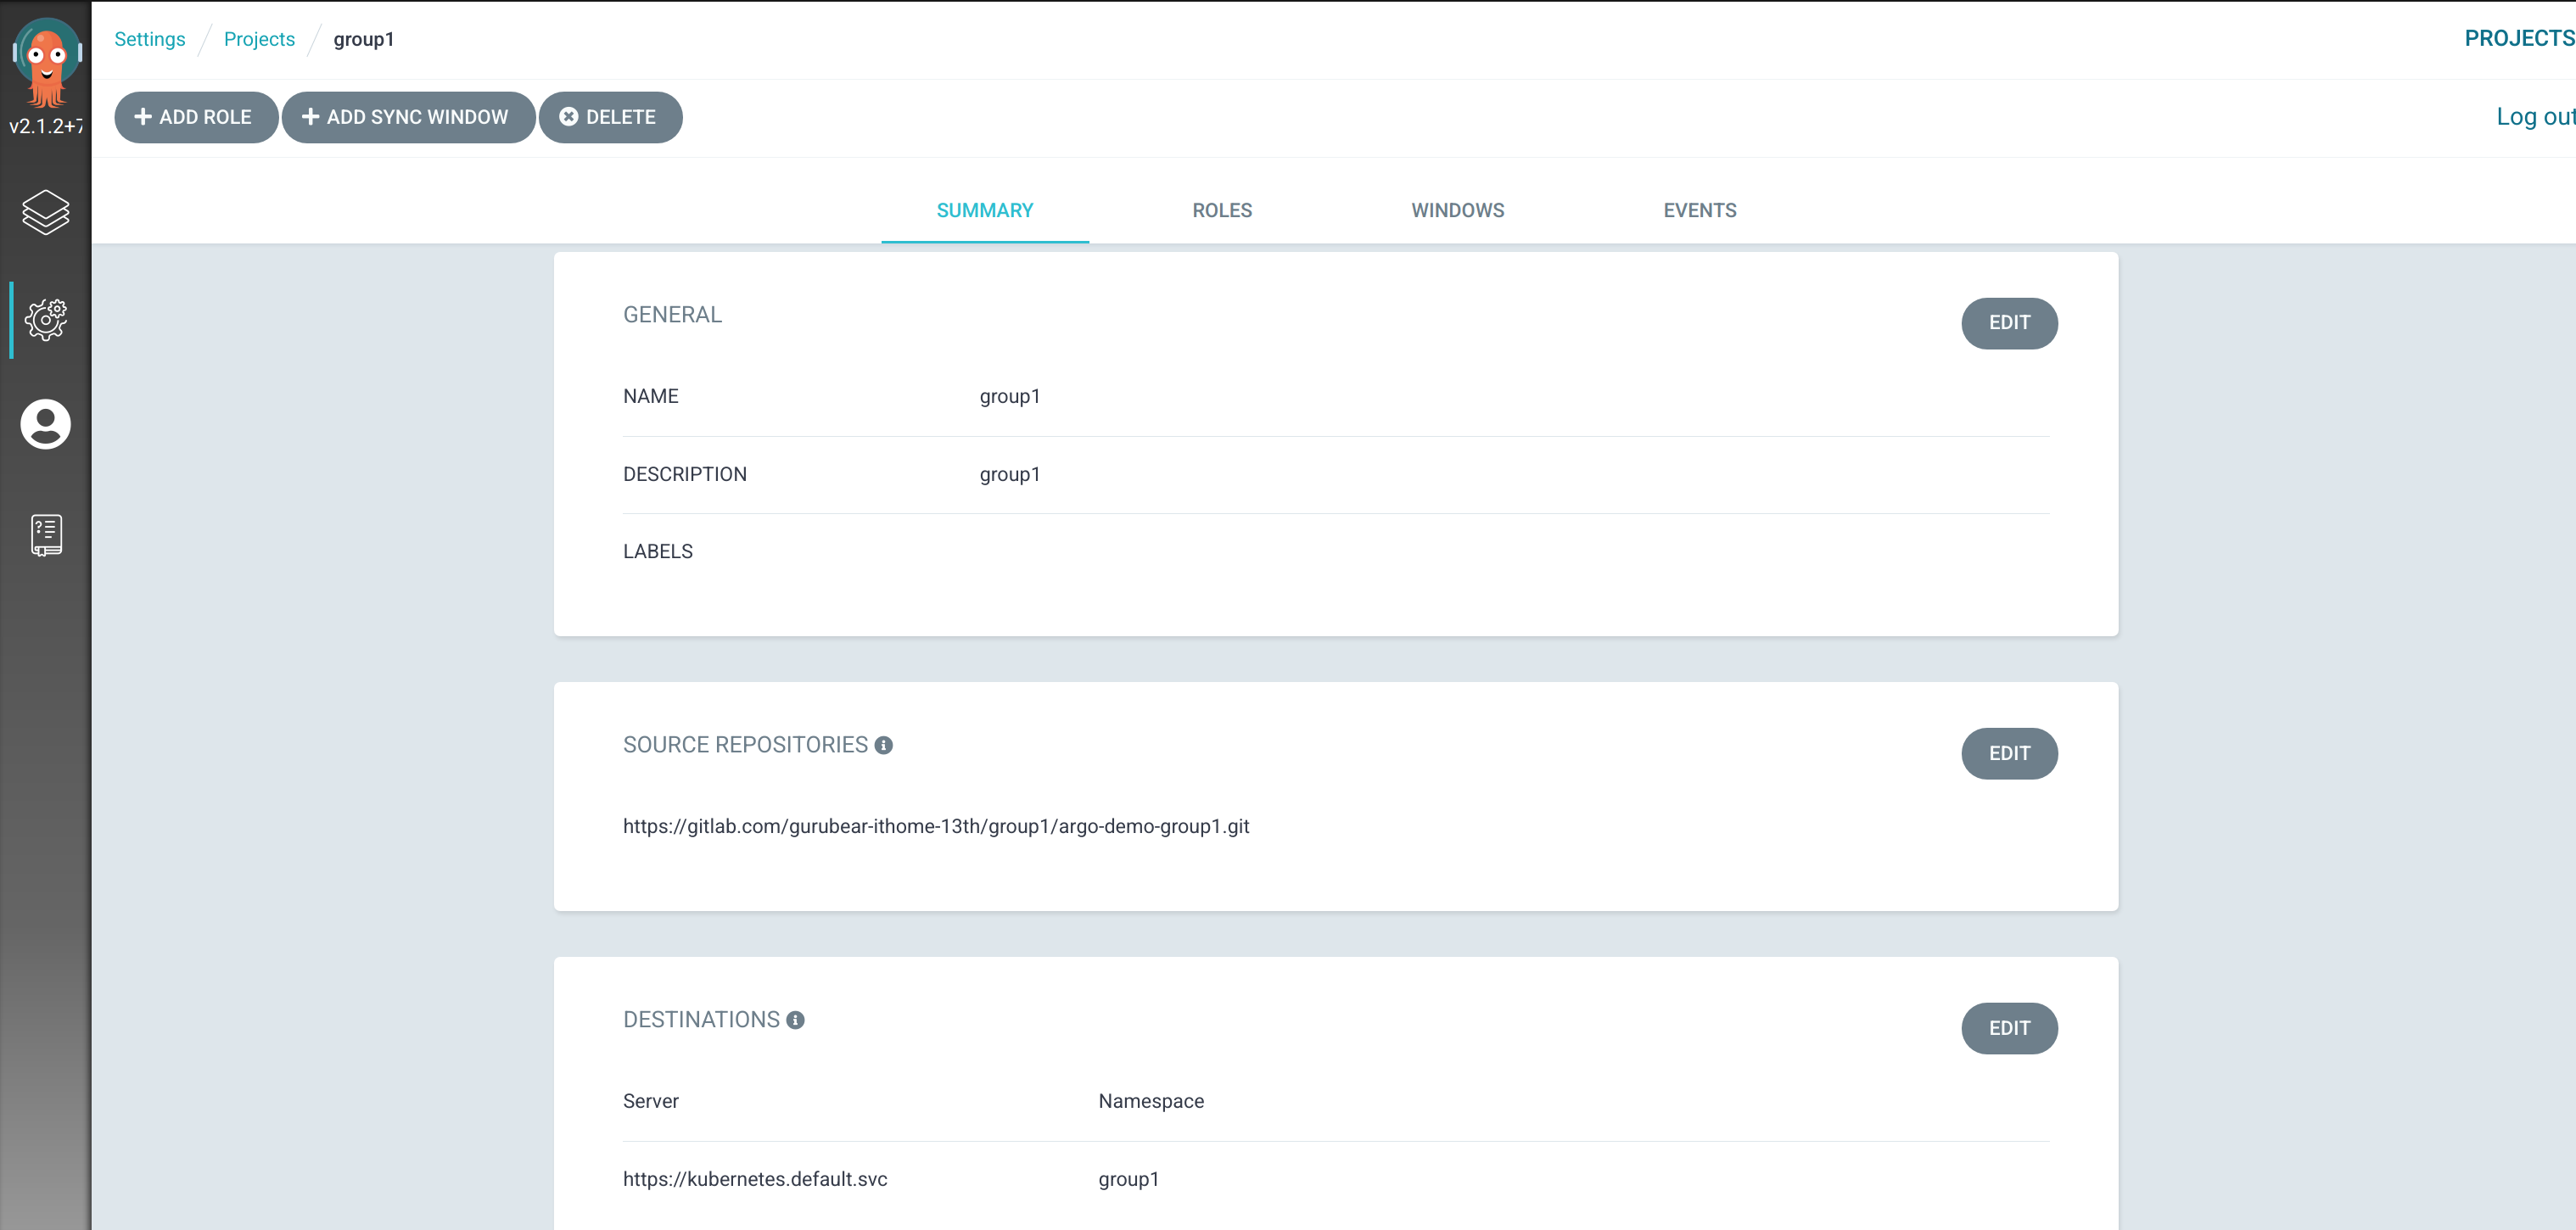 Settings / Projects / group1
PROJECTS
v2.1.2+7
ADD ROLE
ADD SYNC WINDOW
DELETE
Log out
SUMMARY
ROLES
WINDOWS
EVENTS
GENERAL
EDIT
NAME group1
DESCRIPTION group1
LABELS
SOURCE REPOSITORIES
EDIT
https://gitlab.com/gurubear-ithome-13th/group1/argo-demo-group1.git
DESTINATIONS
EDIT
Server Namespace
https://kubernetes.default.svc group1